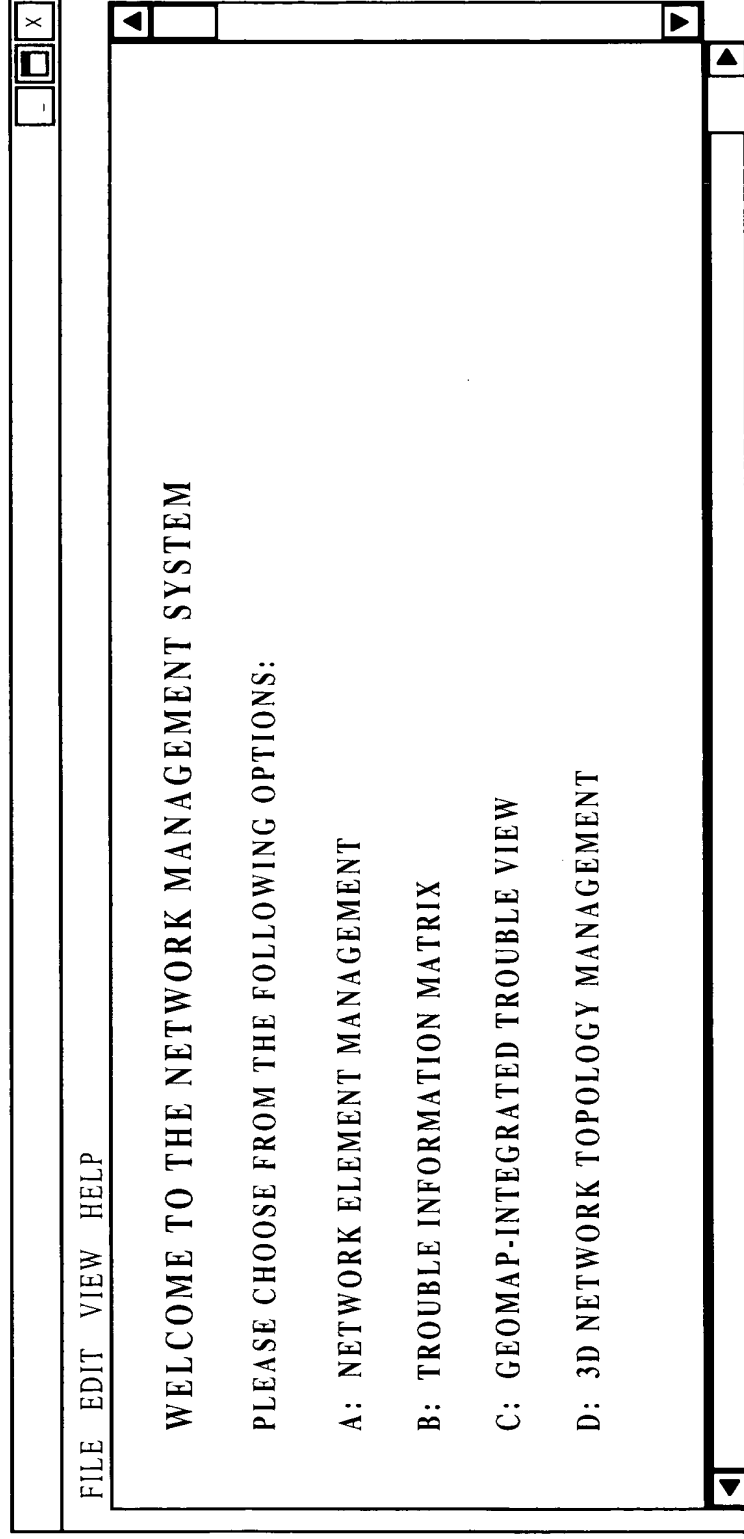 FILE EDIT VIEW HELP
WELCOME TO THE NETWORK MANAGEMENT SYSTEM
PLEASE CHOOSE FROM THE FOLLOWING OPTIONS:
A: NETWORK ELEMENT MANAGEMENT
B: TROUBLE INFORMATION MATRIX
C: GEOMAP-INTEGRATED TROUBLE VIEW
D: 3D NETWORK TOPOLOGY MANAGEMENT